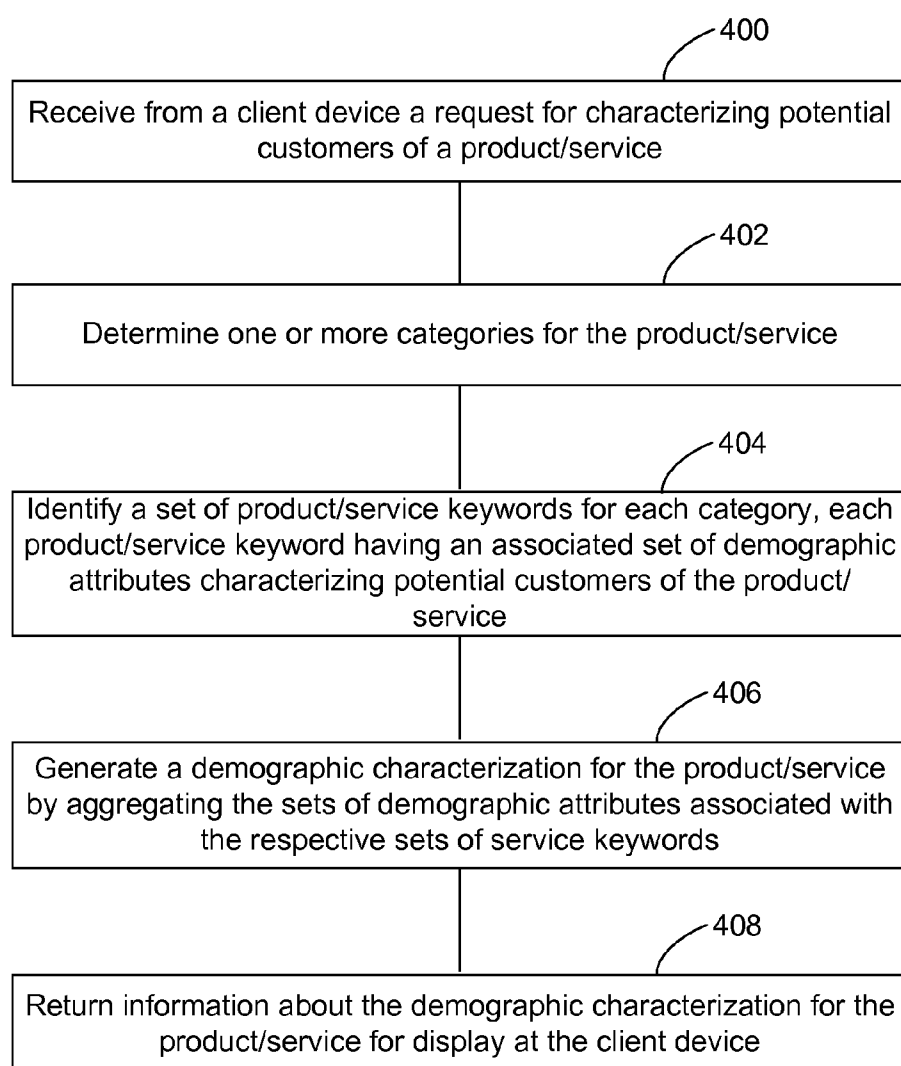 400
Receive from a client device a request for characterizing potential
customers of a product/service
402
Determine one or more categories for the product/service
404
Identify a set of product/service keywords for each category, each
product/service keyword having an associated set of demographic
attributes characterizing potential customers of the product/
service
406
Generate a demographic characterization for the product/service
by aggregating the sets of demographic attributes associated with
the respective sets of service keywords
408
Return information about the demographic characterization for the
product/service for display at the client device